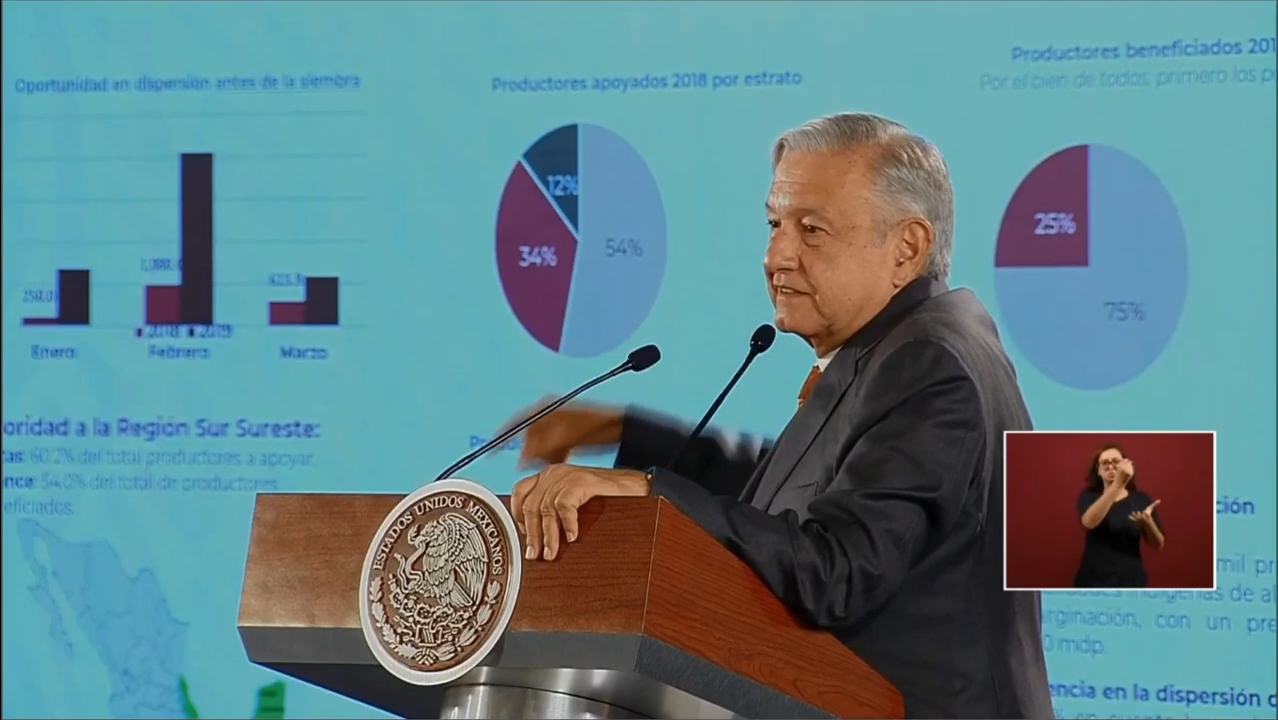 Oportunidad en dispersión antes de la siembra
250.0
1,088.
623.3
2018 2019
Enero Febrero Marzo
oridad a la Región Sur Sureste:
as: 60.2% del total productores a apoyar.
nce: 54.0% del total de productores
eficiados.
Productores apoyados 2018 por estrato
12%
34%
54%
Productores beneficiados 201
Por el bien de todos, primero los p
25%
75%
ESTADOS UNIDOS MEXICANOS
ción
mil pr
indígenas de al
rginación, con un pre
0 mdp.
encia en la dispersión d